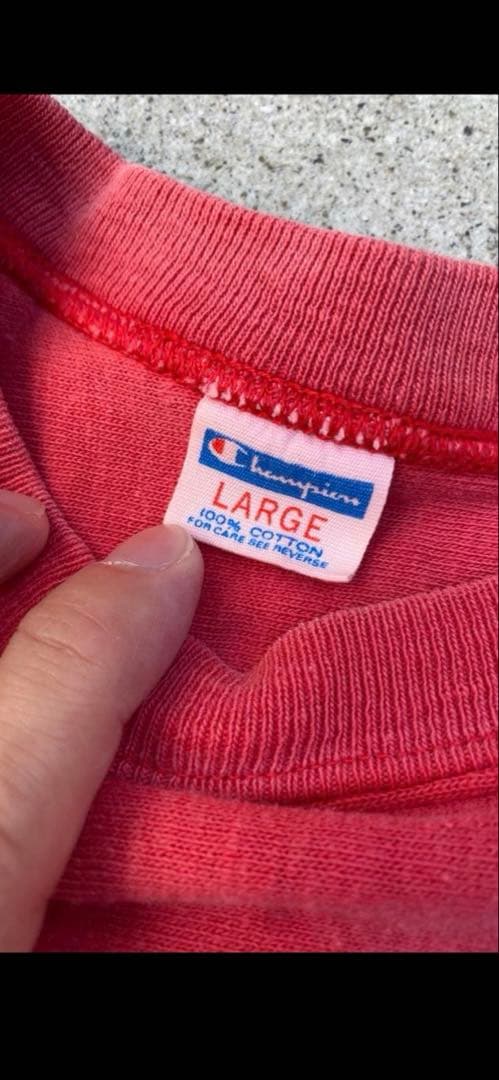 Champion
LARGE
100% COTTON
FOR CARE SEE REVERSE